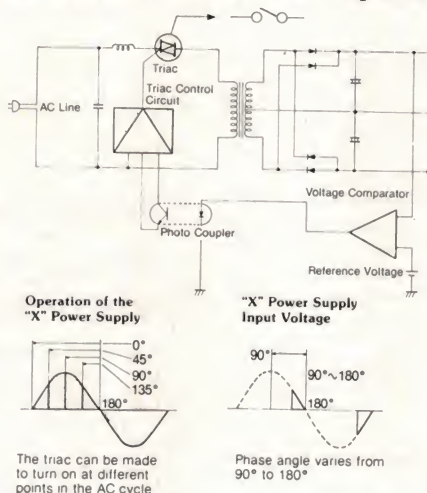 Triac
Triac Control
Circuit
AC Line
Voltage Comparator
Photo Coupler
Reference Voltage
Operation of the
"X" Power Supply
0°
45°
90°
135°
180°
The triac can be made
to turn on at different
points in the AC cycle
"X" Power Supply
Input Voltage
90°
90°~180°
180°
Phase angle varies from
90° to 180°